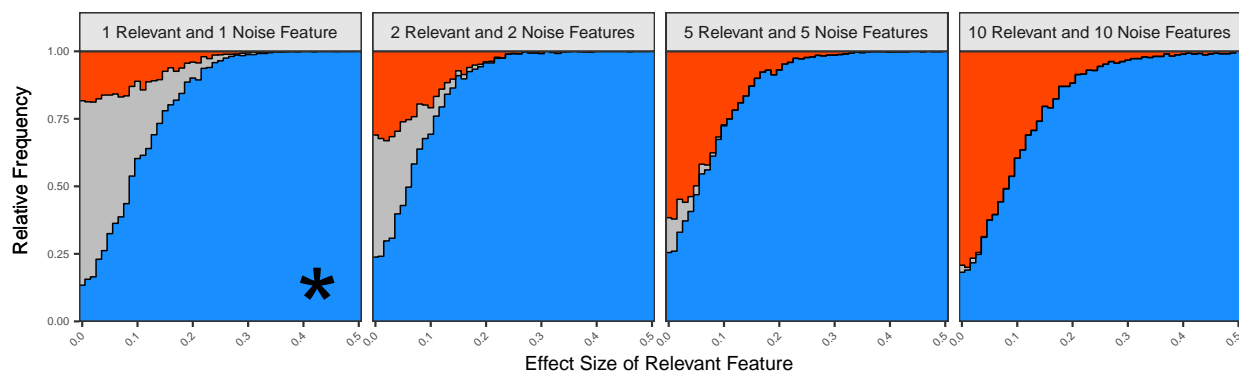 1 Relevant and 1 Noise Feature
2 Relevant and 2 Noise Features
5 Relevant and 5 Noise Features
10 Relevant and 10 Noise Features
Relative Frequency
1.00
0.75
0.50
0.25
0.00
*
0.0 0.1 0.2 0.3 0.4 0.5
0.0 0.1 0.2 0.3 0.4 0.5
0.0 0.1 0.2 0.3 0.4 0.5
0.0 0.1 0.2 0.3 0.4 0.5
Effect Size of Relevant Feature